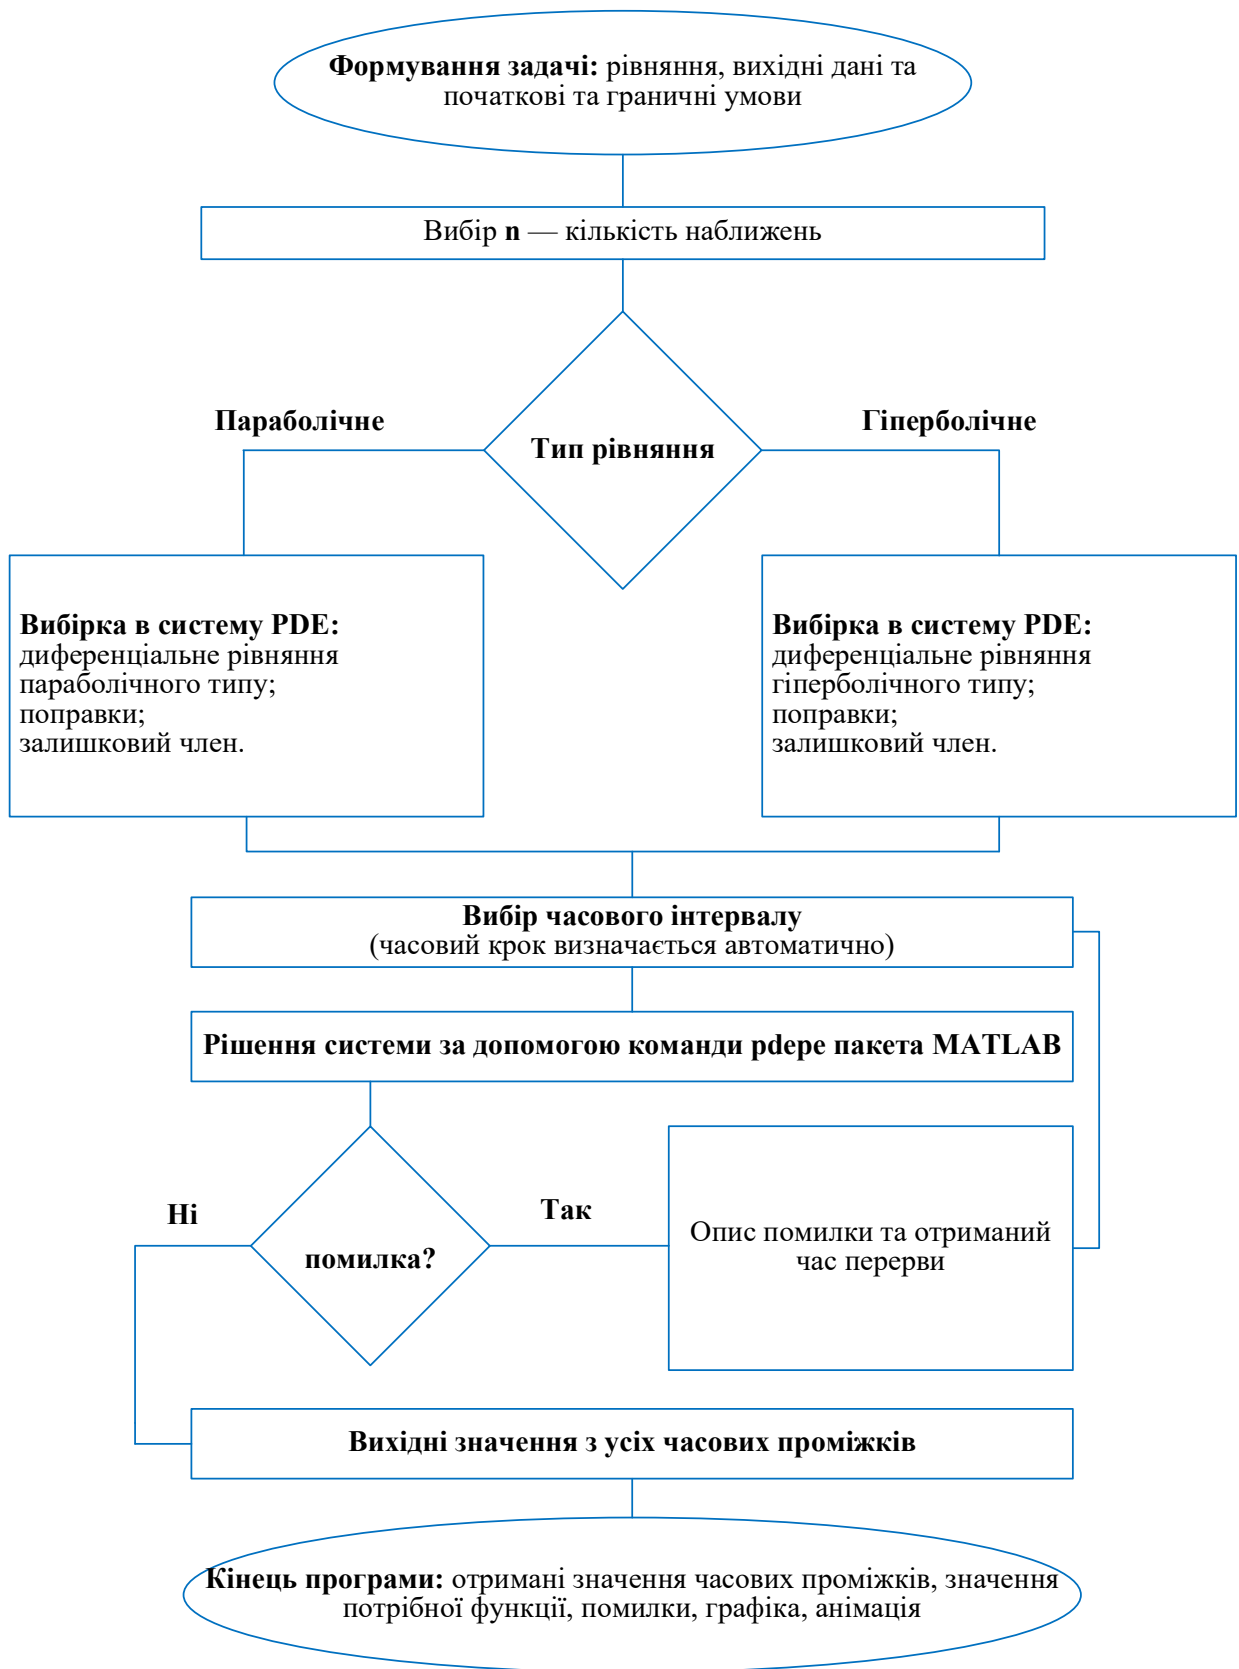 Формування задачі: рівняння, вихідні дані та
початкові та граничні умови
Вибір n — кількість наближень
Параболічне
Гіперболічне
Тип рівняння
Вибірка в систему PDE:
диференціальне рівняння
параболічного типу;
поправки;
залишковий член.
Вибірка в систему PDE:
диференціальне рівняння
гіперболічного типу;
поправки;
залишковий член.
Вибір часового інтервалу
(часовий крок визначається автоматично)
Рішення системи за допомогою команди pdepe пакета MATLAB
Ні
Так
помилка?
Опис помилки та отриманий
час перерви
Вихідні значення з усіх часових проміжків
Кінець програми: отримані значення часових проміжків, значення
потрібної функції, помилки, графіка, анімація